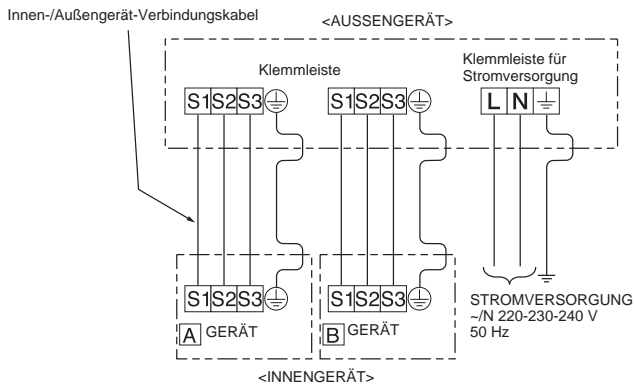 Innen-/Außengerät-Verbindungskabel
<AUSSENGERÄT>
Klemmleiste
Klemmleiste für
Stromversorgung
S1 S2 S3
S1 S2 S3
L N
S1 S2 S3
S1 S2 S3
A GERÄT
B GERÄT
STROMVERSORGUNG
~/N 220-230-240 V
50 Hz
<INNENGERÄT>